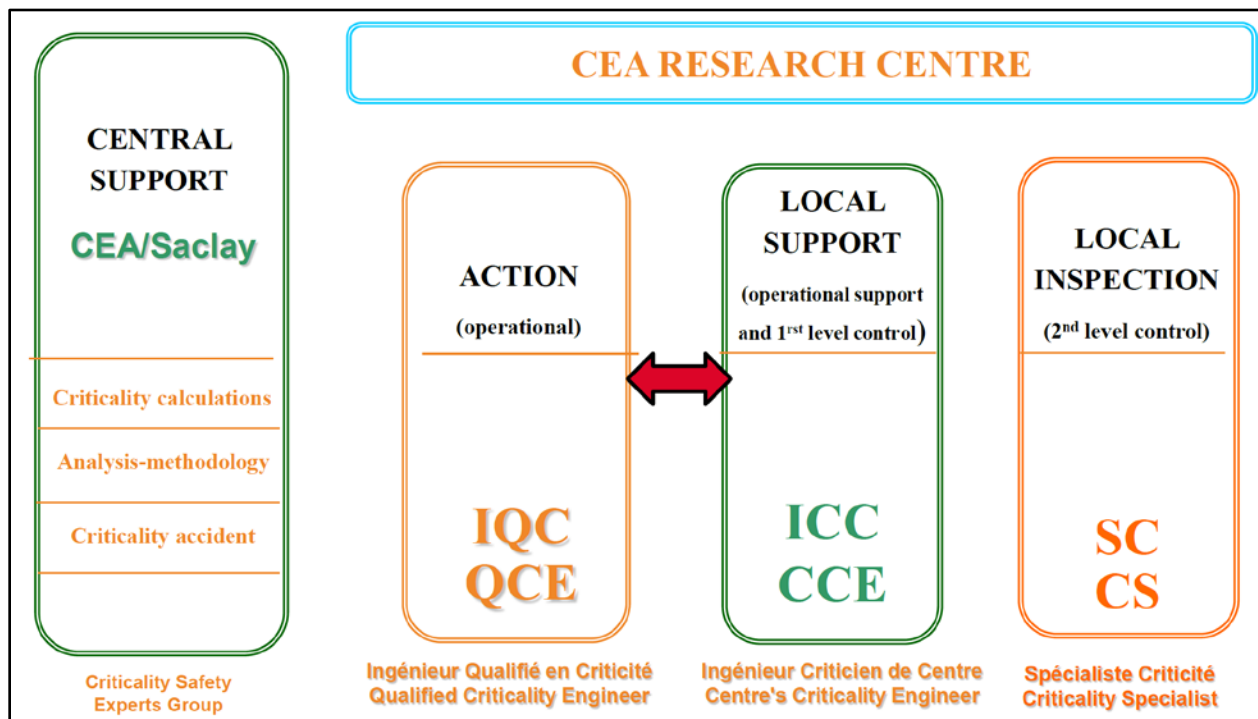 CEA RESEARCH CENTRE
CENTRAL
SUPPORT
CEA/Saclay
Criticality calculations
Analysis-methodology
Criticality accident
Criticality Safety
Experts Group
ACTION
(operational)
IQC
QCE
Ingénieur Qualifié en Criticité
Qualified Criticality Engineer
LOCAL
SUPPORT
(operational support
and 1rst level control)
ICC
CCE
Ingénieur Criticien de Centre
Centre's Criticality Engineer
LOCAL
INSPECTION
(2nd level control)
SC
CS
Spécialiste Criticité
Criticality Specialist